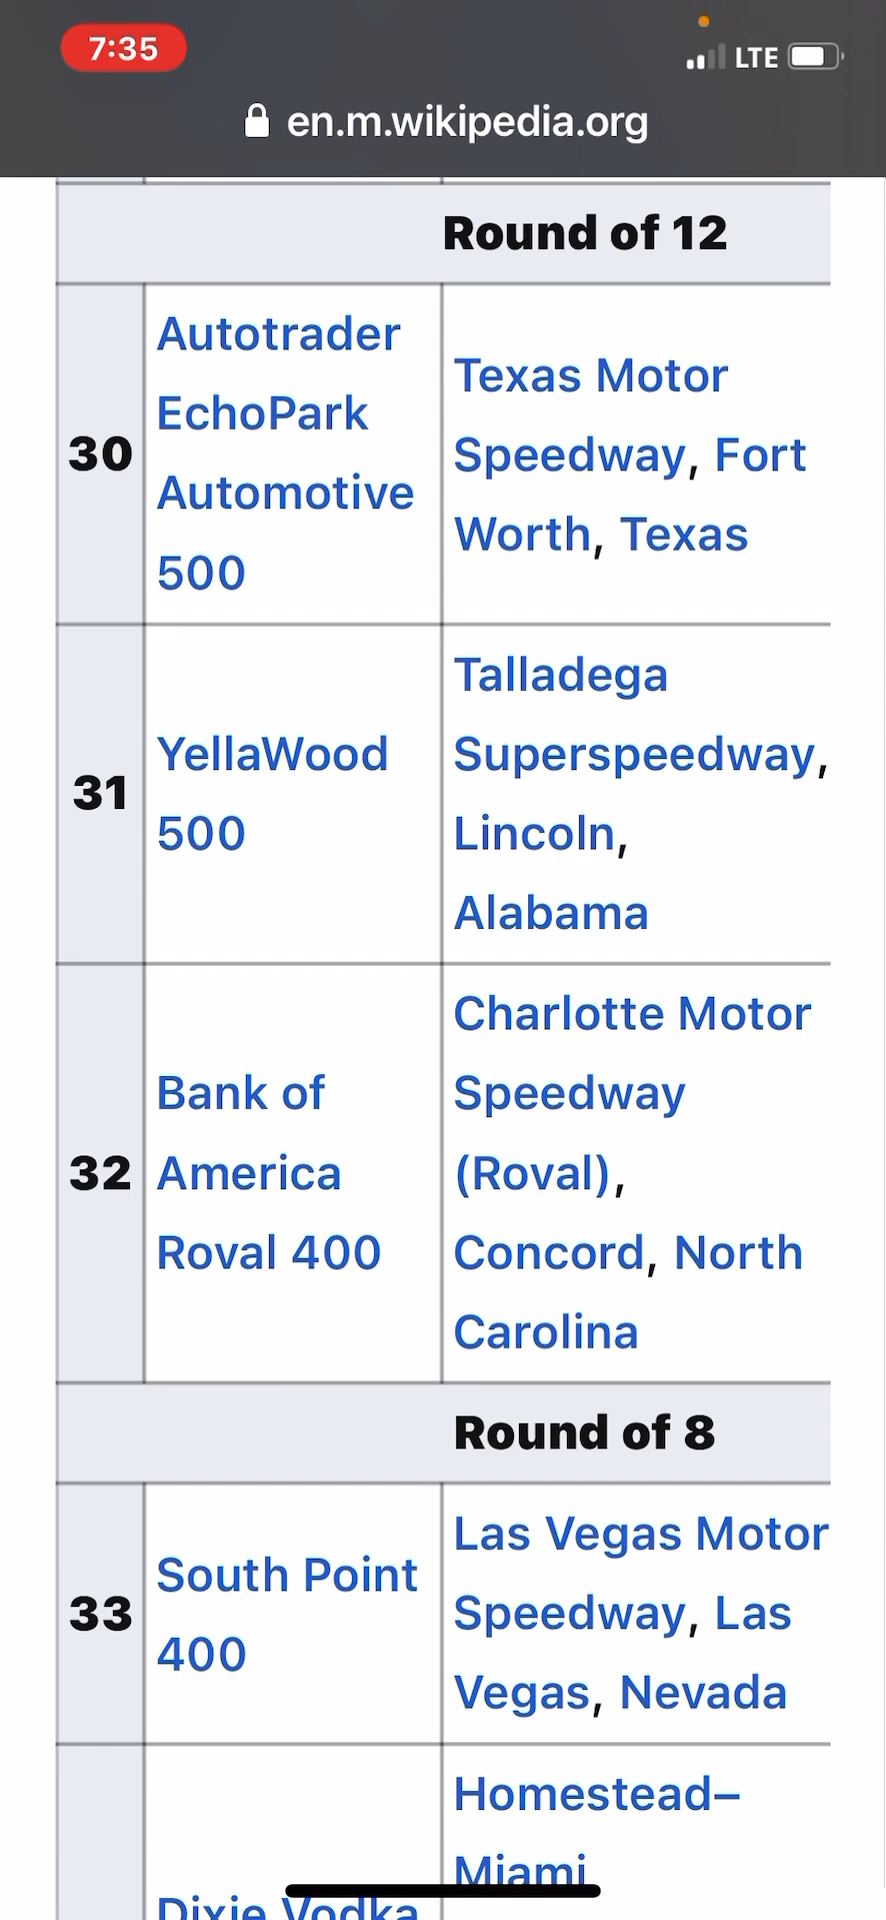 7:35
LTE
en.m.wikipedia.org
Round of 12
30
Autotrader
EchoPark
Automotive
500
Texas Motor
Speedway, Fort
Worth, Texas
31
YellaWood
500
Talladega
Superspeedway,
Lincoln,
Alabama
32
Bank of
America
Roval 400
Charlotte Motor
Speedway
(Roval),
Concord, North
Carolina
Round of 8
33
South Point
400
Las Vegas Motor
Speedway, Las
Vegas, Nevada
Dixie Vodka
Homestead–
Miami